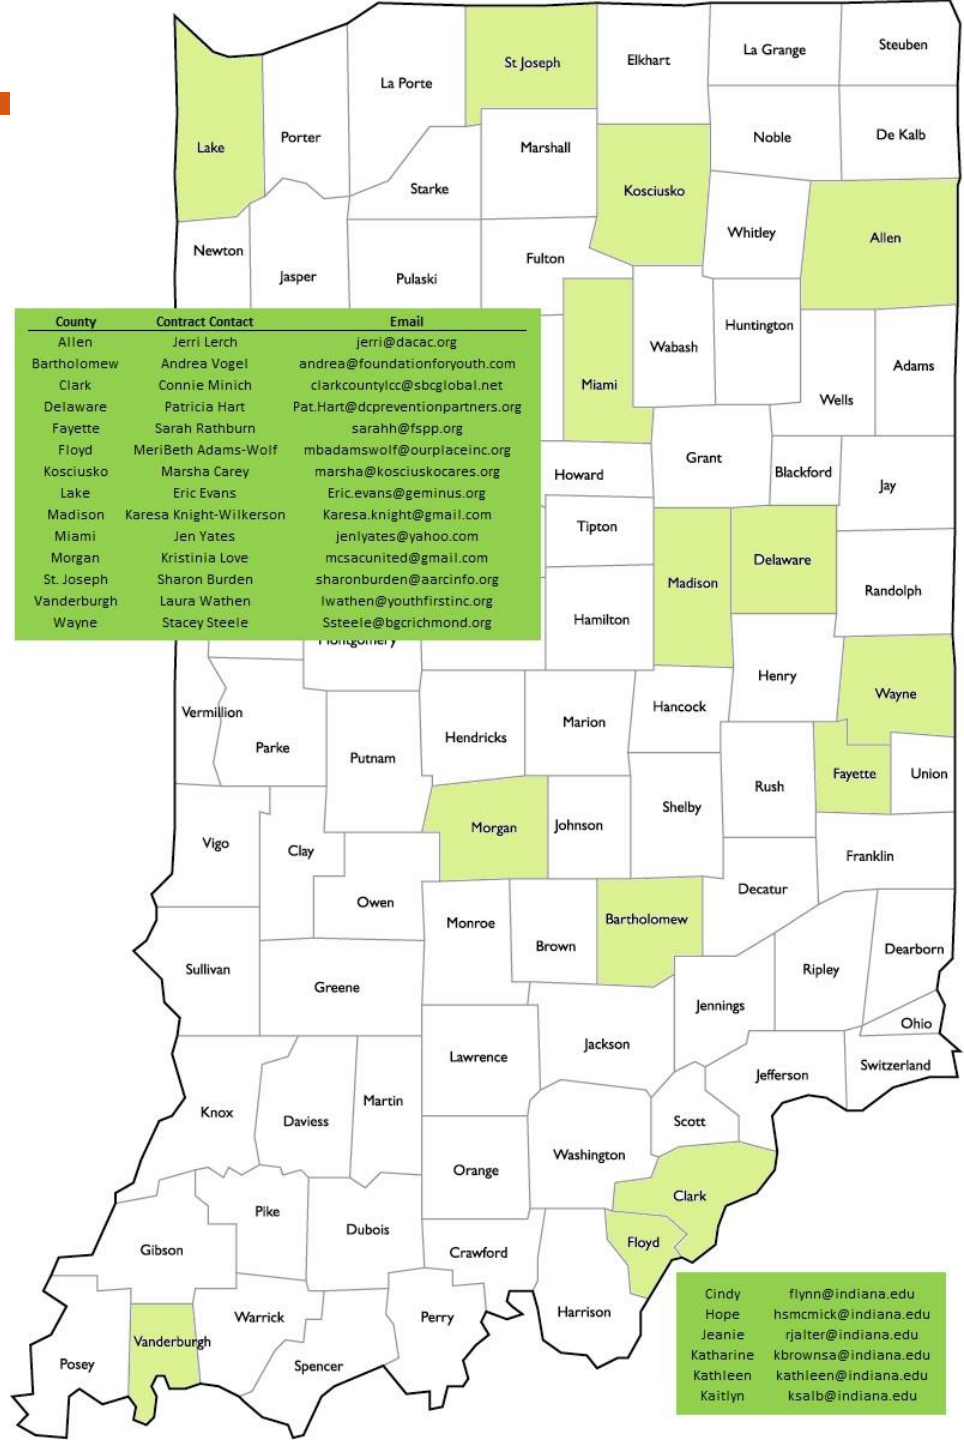 St Joseph
Elkhart
La Grange
Steuben
La Porte
Lake
Porter
Marshall
Noble
De Kalb
Starke
Kosciusko
Whitley
Allen
Newton
Jasper
Pulaski
Fulton
Wabash
Huntington
Miami
Wells
Adams
County Contract Contact Email
Allen Jerri Lerch jerri@dacac.org
Bartholomew Andrea Vogel andrea@foundationforyouth.com
Clark Connie Minich clarkcountylcc@sbcglobal.net
Delaware Patricia Hart Pat.Hart@dcpreventionpartners.org
Fayette Sarah Rathburn sarahh@fspp.org
Floyd MeriBeth Adams-Wolf mbadamswolf@ourplaceinc.org
Kosciusko Marsha Carey marsha@kosciuskocares.org
Lake Eric Evans Eric.evans@geminus.org
Madison Karesa Knight-Wilkerson Karesa.knight@gmail.com
Miami Jen Yates jenlyates@yahoo.com
Morgan Kristinia Love mcsacunited@gmail.com
St. Joseph Sharon Burden sharonburden@aarcinfo.org
Vanderburgh Laura Wathen lwathen@youthfirstinc.org
Wayne Stacey Steele Ssteele@bgcrichmond.org
Howard
Grant
Blackford
Jay
Tipton
Madison
Delaware
Randolph
Hamilton
Montgomery
Henry
Wayne
Vermillion
Parke
Putnam
Hendricks
Marion
Hancock
Rush
Fayette
Union
Morgan
Johnson
Shelby
Vigo
Clay
Owen
Franklin
Decatur
Monroe
Brown
Bartholomew
Sullivan
Greene
Jennings
Ripley
Dearborn
Ohio
Lawrence
Jackson
Jefferson
Switzerland
Knox
Daviess
Martin
Scott
Orange
Washington
Clark
Pike
Dubois
Gibson
Crawford
Floyd
Harrison
Perry
Warrick
Vanderburgh
Posey
Spencer
Cindy flynn@indiana.edu
Hope hsmcmick@indiana.edu
Jeanie rjalter@indiana.edu
Katharine kbrownsa@indiana.edu
Kathleen kathleen@indiana.edu
Kaitlyn ksalb@indiana.edu